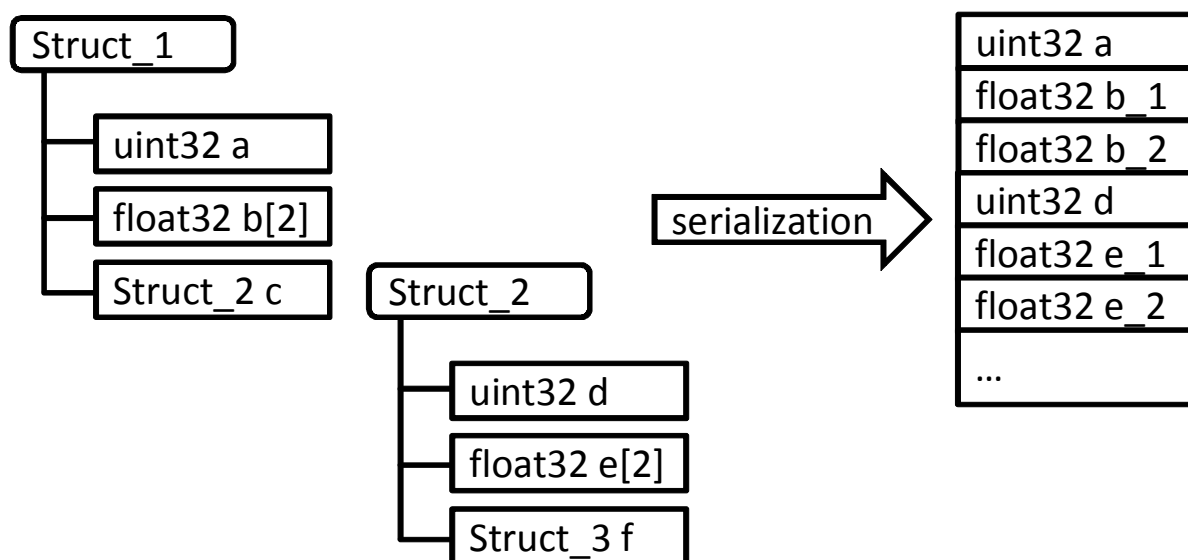 Struct_1
uint32 a
float32 b[2]
Struct_2 c
Struct_2
uint32 d
float32 e[2]
Struct_3 f
serialization
uint32 a
float32 b_1
float32 b_2
uint32 d
float32 e_1
float32 e_2
...